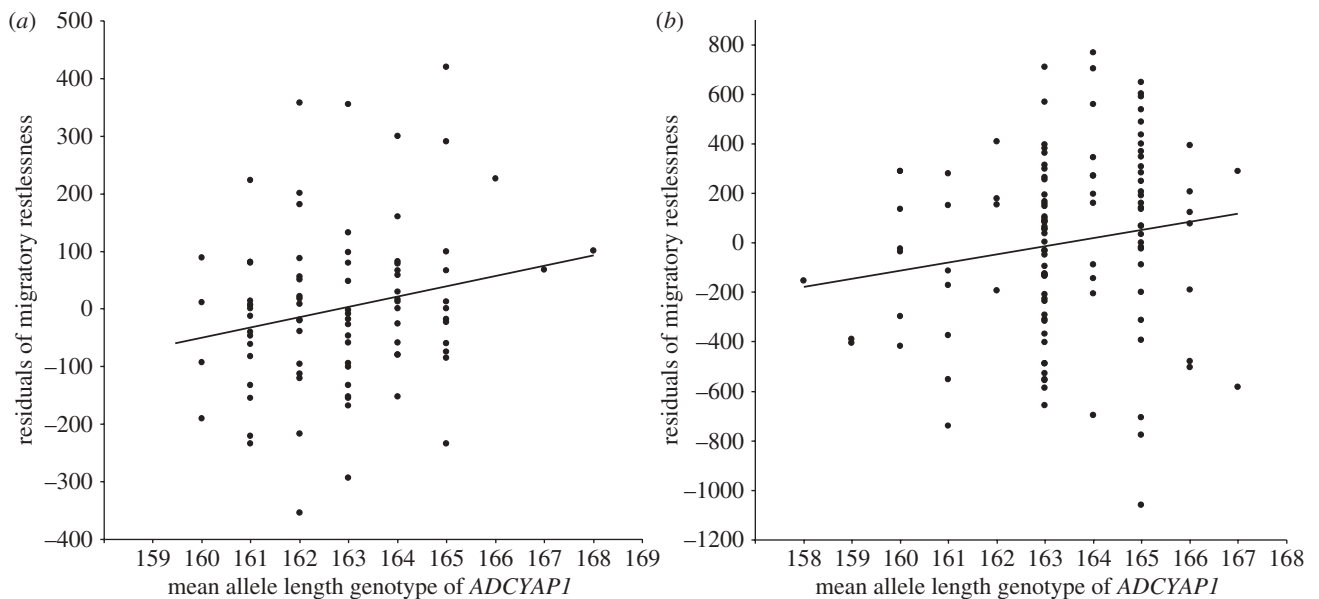 (a)
500
400
300
200
100
0
–100
–200
–300
–400
residuals of migratory restlessness
159 160 161 162 163 164 165 166 167 168 169
mean allele length genotype of ADCYAP1
(b)
800
600
400
200
0
–200
–400
–600
–800
–1000
–1200
residuals of migratory restlessness
158 159 160 161 162 163 164 165 166 167 168
mean allele length genotype of ADCYAP1